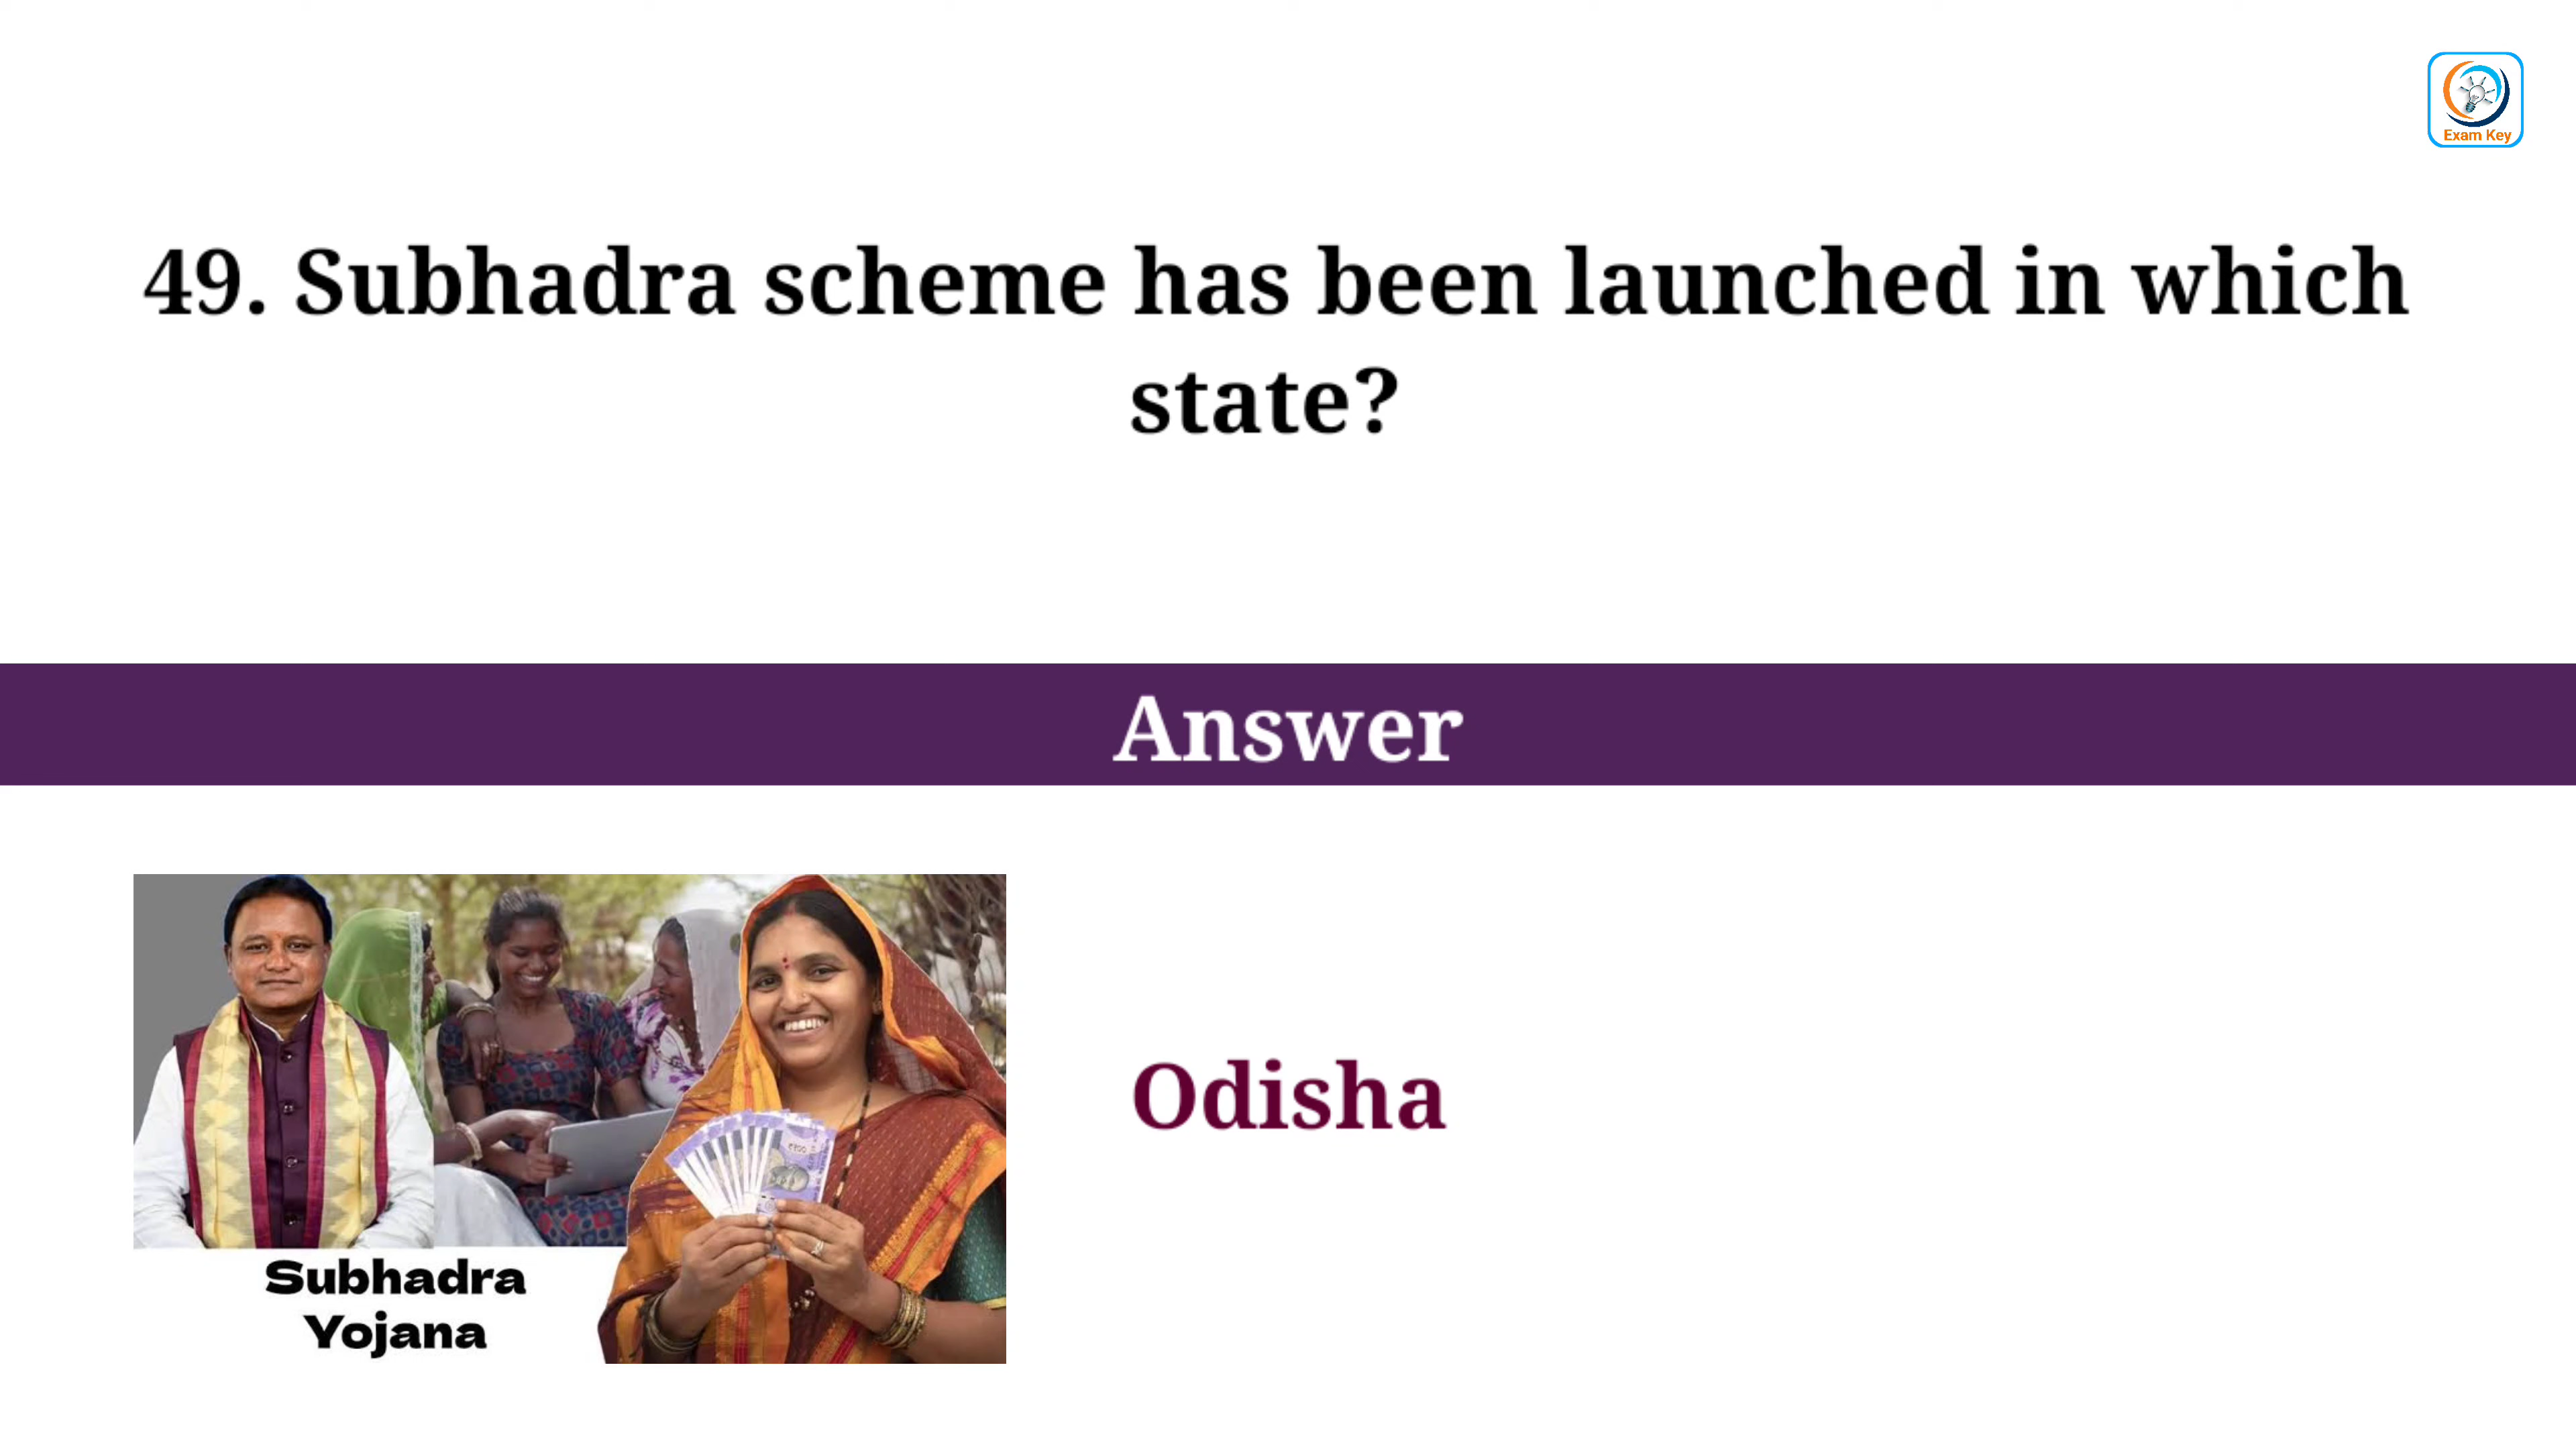 Exam Key
49. Subhadra scheme has been launched in which
state?
Answer
Odisha
Subhadra
Yojana